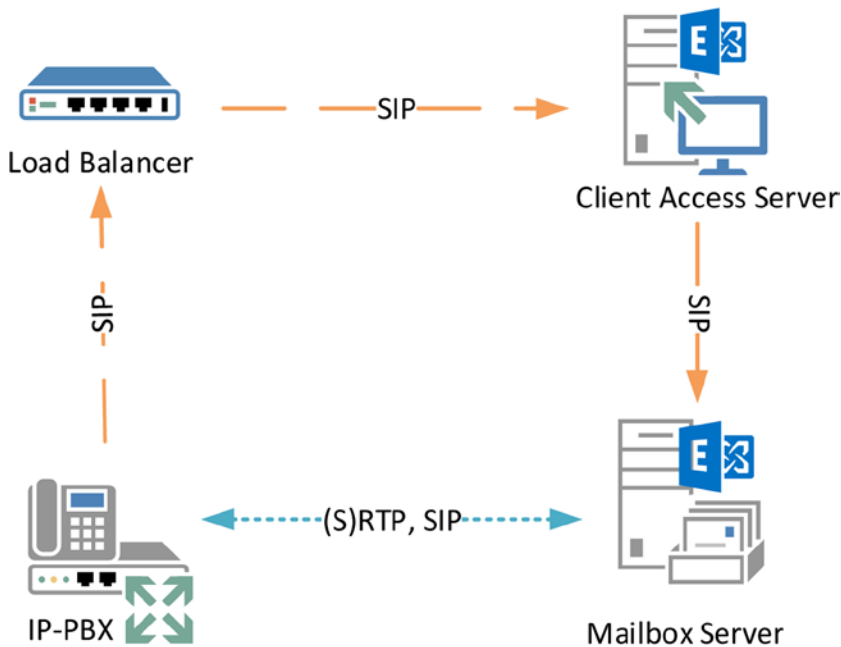 E
SIP
Load Balancer
Client Access Server
SIP
SIP
E
(S)RTP, SIP
IP-PBX
Mailbox Server